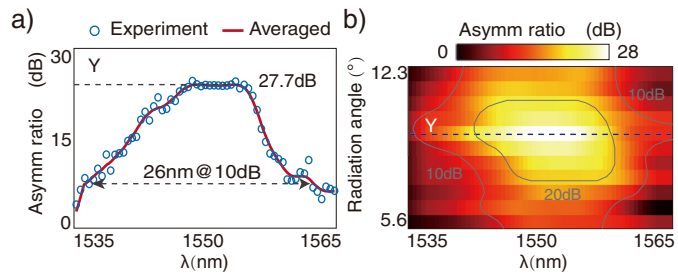 a)
Experiment
Averaged
30
15
0
Asymm ratio (dB)
Y
27.7dB
26nm@10dB
1535
1550
1565
λ(nm)
b)
Asymm ratio (dB)
0
28
12.3
5.6
Radiation angle (°)
Y
10dB
10dB
20dB
1535
1550
1565
λ(nm)